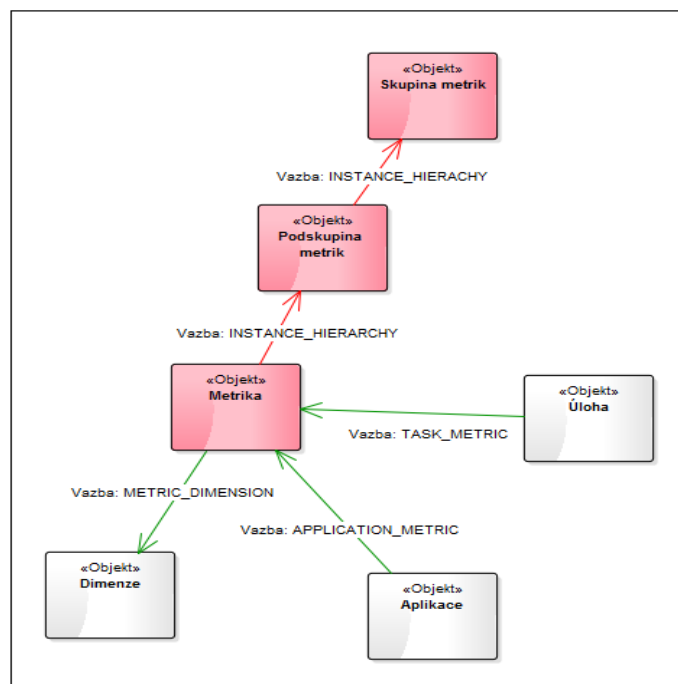 «Objekt»
Skupina metrik
Vazba: INSTANCE_HIERACHY
«Objekt»
Podskupina
metrik
Vazba: INSTANCE_HIERARCHY
«Objekt»
Metrika
«Objekt»
Úloha
Vazba: TASK_METRIC
Vazba: METRIC_DIMENSION
Vazba: APPLICATION_METRIC
«Objekt»
Dimenze
«Objekt»
Aplikace